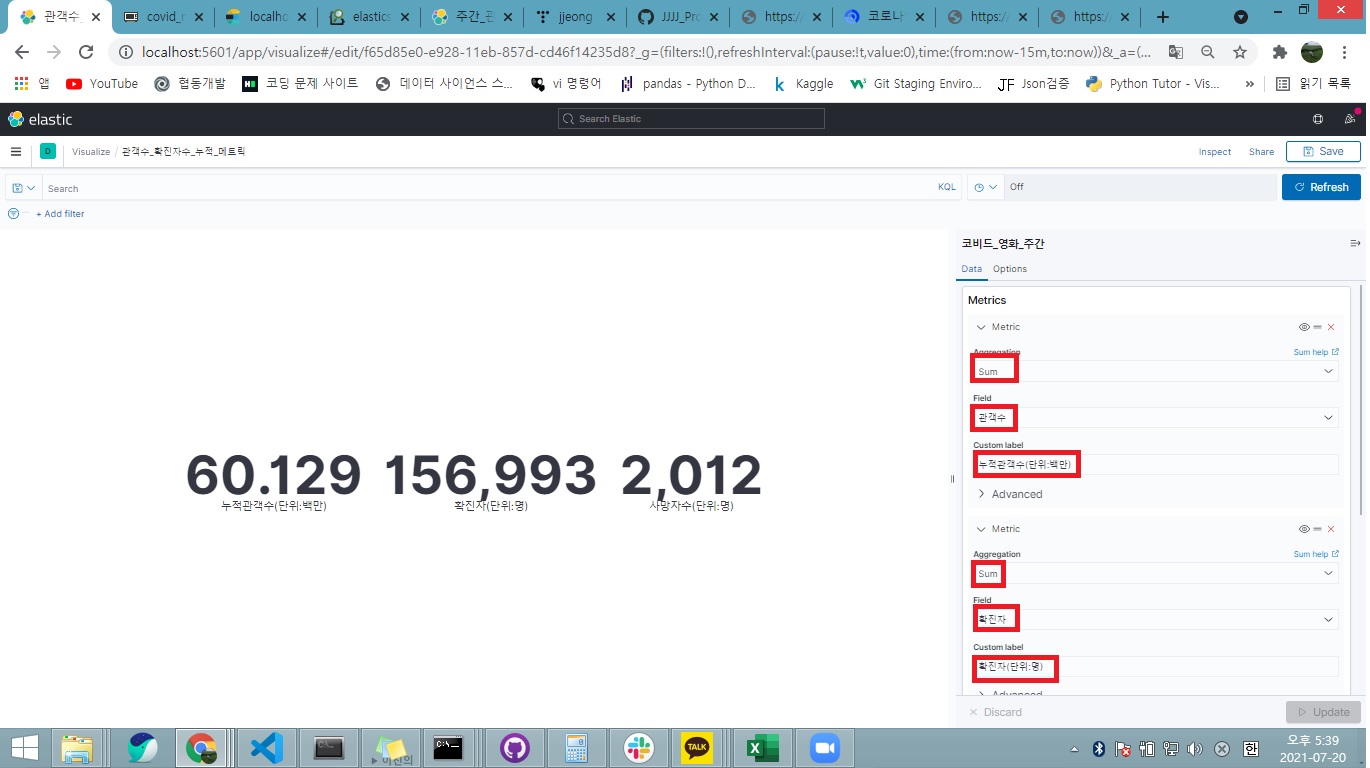 관객수_
covid_n
localho
elastics
주간_관
jjeong
JJJJ_Pro
https:/
코로나
https:/
https:/
localhost:5601/app/visualize#/edit/f65d85e0-e928-11eb-857d-cd46f14235d8?_g=(filters:!(),refreshInterval:(pause:!t,value:0),time:(from:now-15m,to:now))&_a=(...
앱
YouTube
협동개발
코딩 문제 사이트
데이터 사이언스 스...
vi 명령어
pandas - Python D...
Kaggle
Git Staging Enviro...
JF Json검증
Python Tutor - Vis...
»
읽기 목록
elastic
Search Elastic
D
Visualize / 관객수_확진자수_누적_메트릭
Inspect
Share
Save
Search
KQL
Off
Refresh
+ Add filter
60.129
누적관객수(단위:백만)
156,993
확진자(단위:명)
2,012
사망자수(단위:명)
코비드_영화_주간
Data
Options
Metrics
Metric
Aggregation
Sum help
Sum
Field
관객수
Custom label
누적관객수(단위:백만)
Advanced
Metric
Aggregation
Sum help
Sum
Field
확진자
Custom label
확진자(단위:명)
Advanced
Discard
Update
TALK
한
오후 5:39
2021-07-20